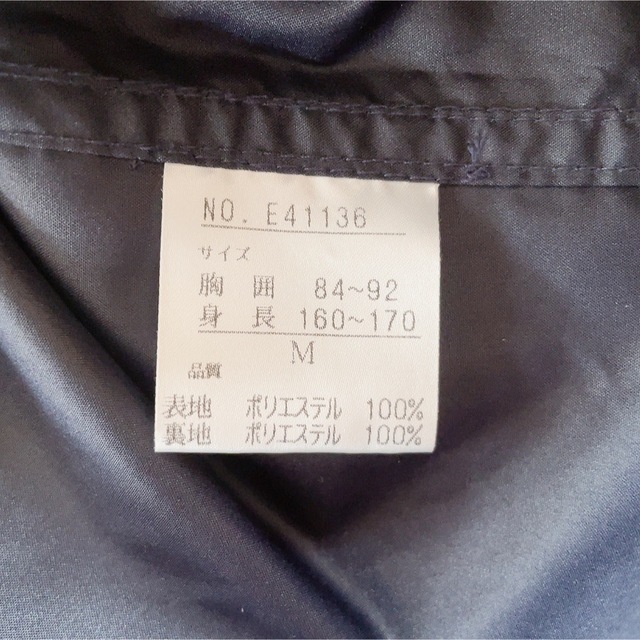 NO. E41136
サイズ
胸囲 84~92
身長 160~170
M
品質
表地 ポリエステル 100%
裏地 ポリエステル 100%